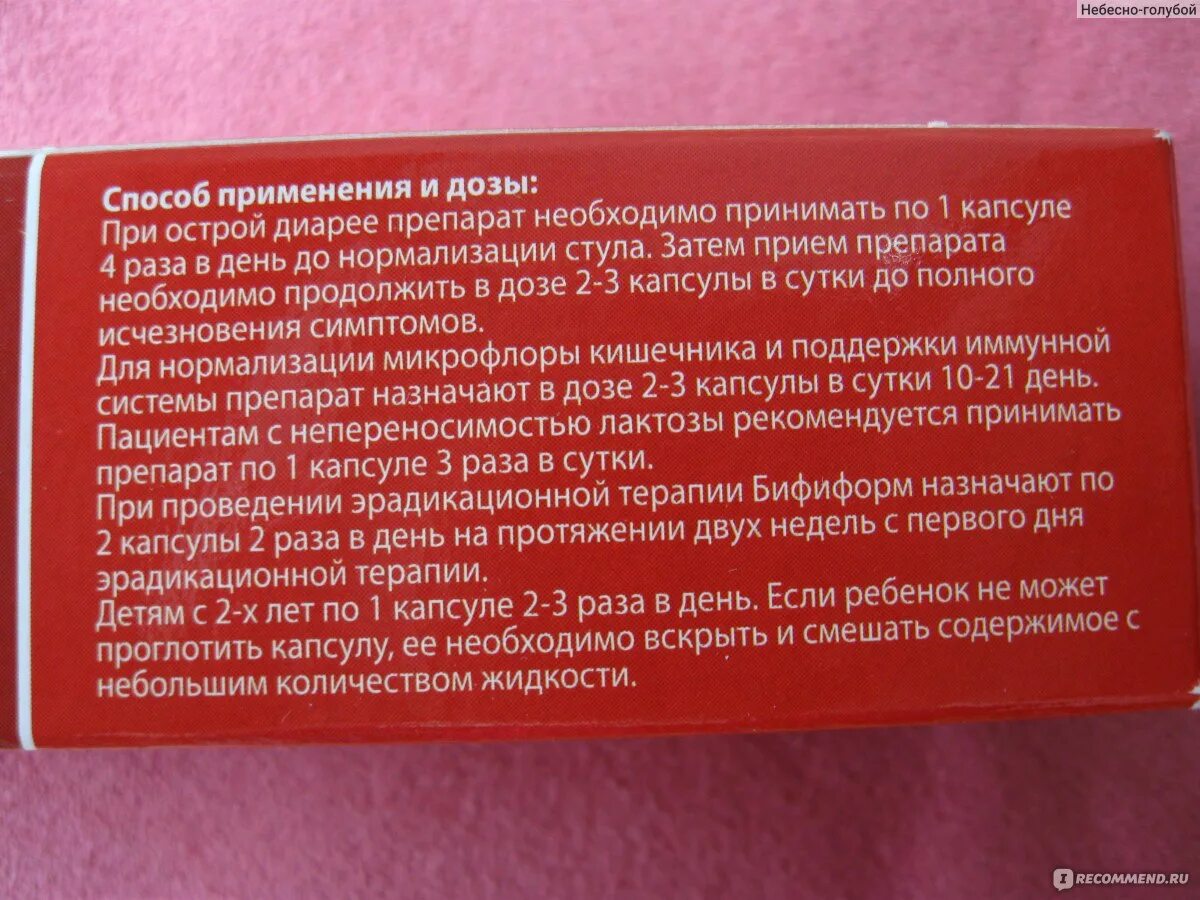 Небесно-голубой
Способ применения и дозы:
При острой диарее препарат необходимо принимать по 1 капсуле
4 раза в день до нормализации стула. Затем прием препарата
необходимо продолжить в дозе 2-3 капсулы в сутки до полного
исчезновения симптомов.
Для нормализации микрофлоры кишечника и поддержки иммунной
системы препарат назначают в дозе 2-3 капсулы в сутки 10-21 день.
Пациентам с непереносимостью лактозы рекомендуется принимать
препарат по 1 капсуле 3 раза в сутки.
При проведении эрадикационной терапии Бифиформ назначают по
2 капсулы 2 раза в день на протяжении двух недель с первого дня
эрадикационной терапии.
Детям с 2-х лет по 1 капсуле 2-3 раза в день. Если ребенок не может
проглотить капсулу, ее необходимо вскрыть и смешать содержимое с
небольшим количеством жидкости.
IRECOMMEND.RU